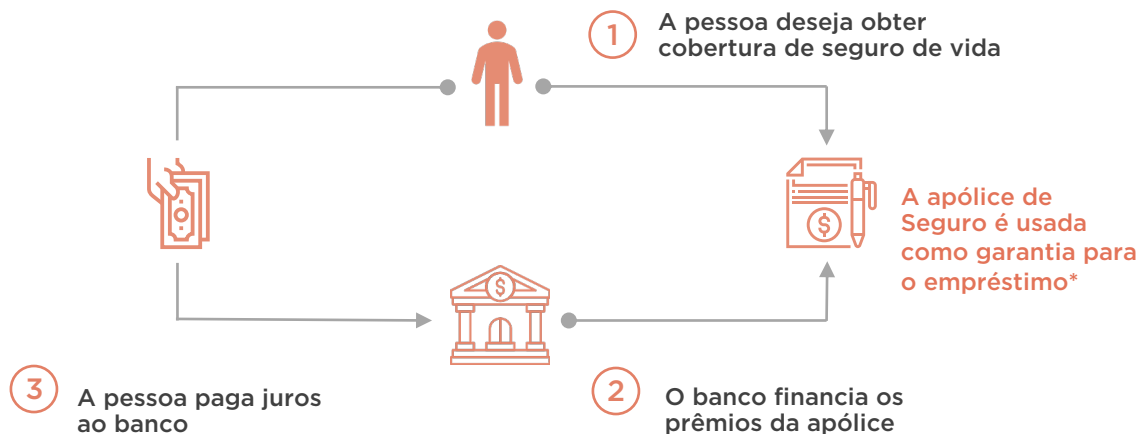 1
A pessoa deseja obter
cobertura de seguro de vida
$
A apólice de
Seguro é usada
como garantia para
o empréstimo*
$
3
A pessoa paga juros
ao banco
2
O banco financia os
prêmios da apólice